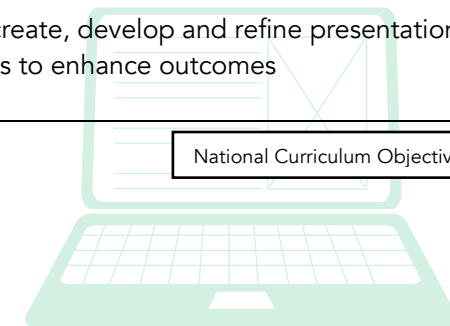 create, develop and refine presentation
s to enhance outcomes
National Curriculum Objectiv